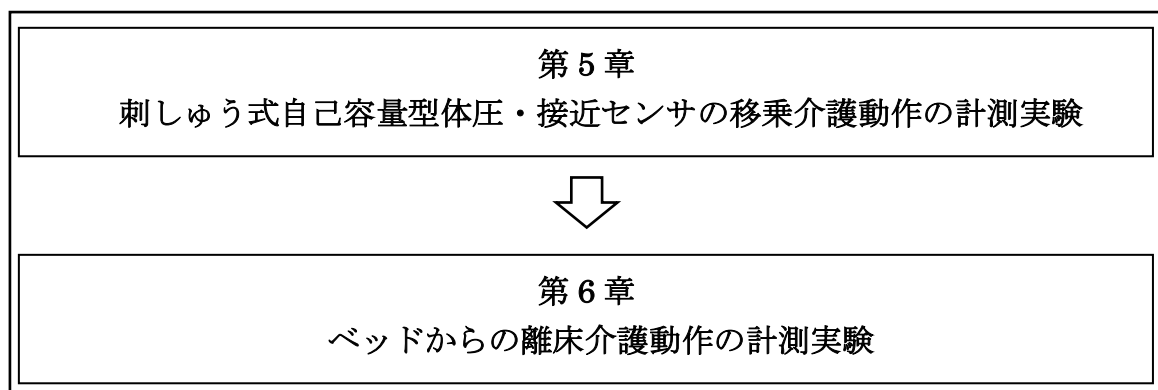 第5章
刺しゅう式自己容量型体圧・接近センサの移乗介護動作の計測実験
第6章
ベッドからの離床介護動作の計測実験